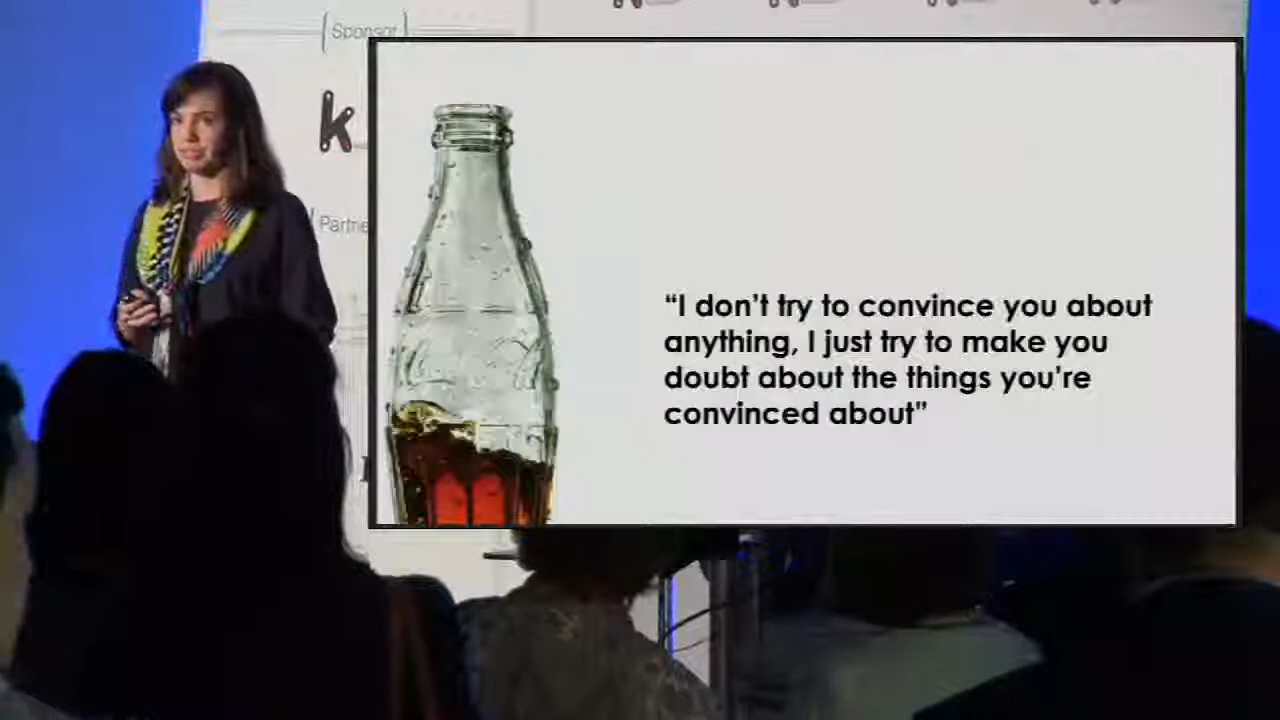 [Sponsor]
k
Partne
“I don’t try to convince you about
anything, I just try to make you
doubt about the things you’re
convinced about”